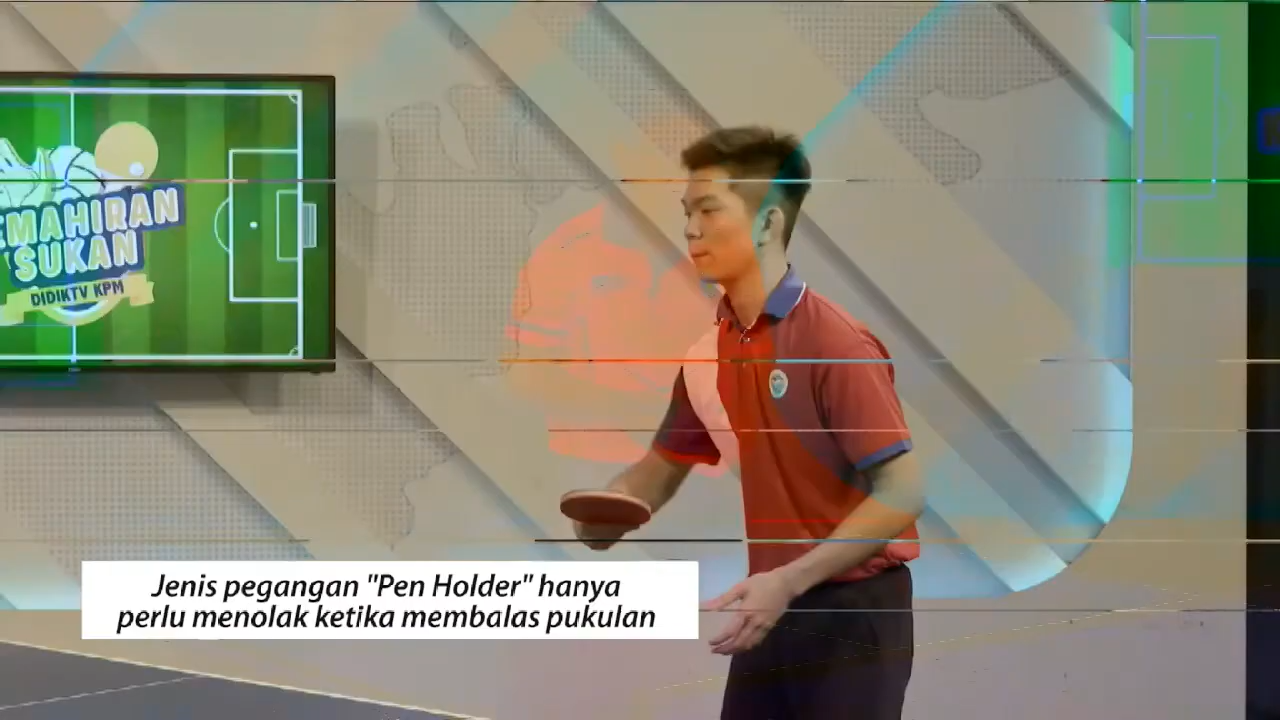 EMAHIRAN
SUKAN
DIDIKTV KPM
Jenis pegangan "Pen Holder" hanya
perlu menolak ketika membalas pukulan